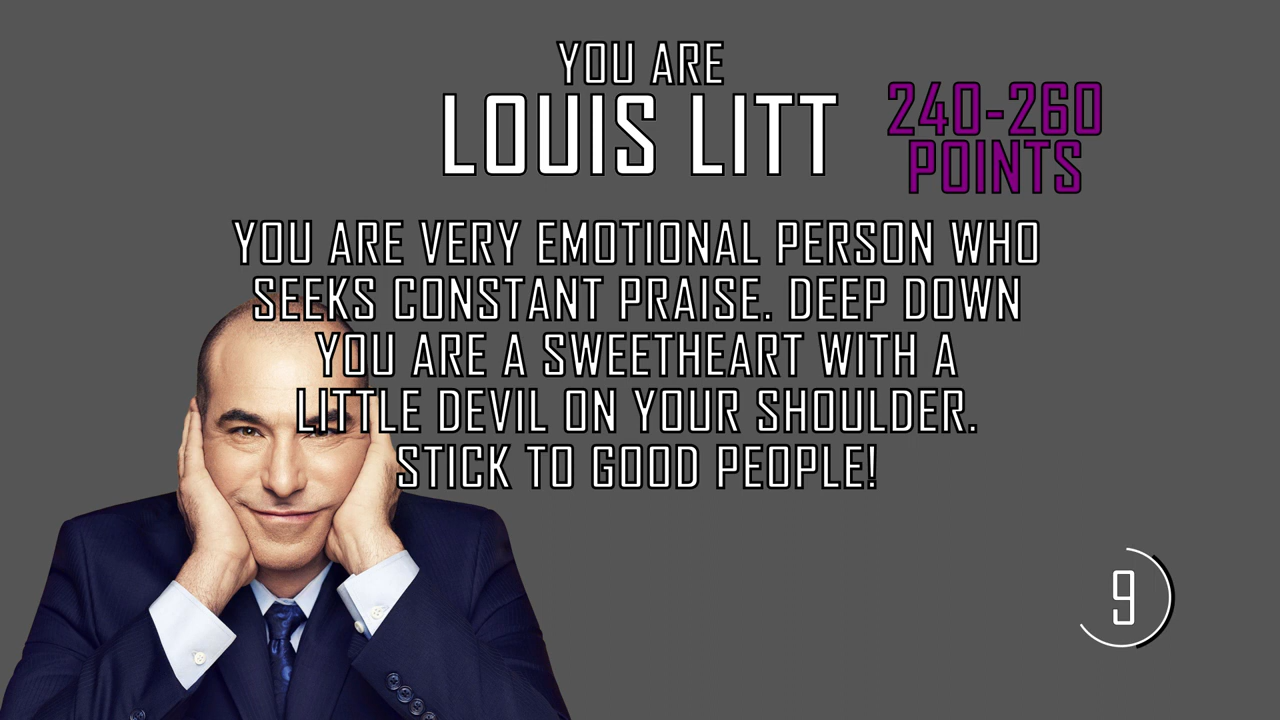 YOU ARE
LOUIS LITT
240-260
POINTS
YOU ARE VERY EMOTIONAL PERSON WHO
SEEKS CONSTANT PRAISE. DEEP DOWN
YOU ARE A SWEETHEART WITH A
LITTLE DEVIL ON YOUR SHOULDER.
STICK TO GOOD PEOPLE!
9